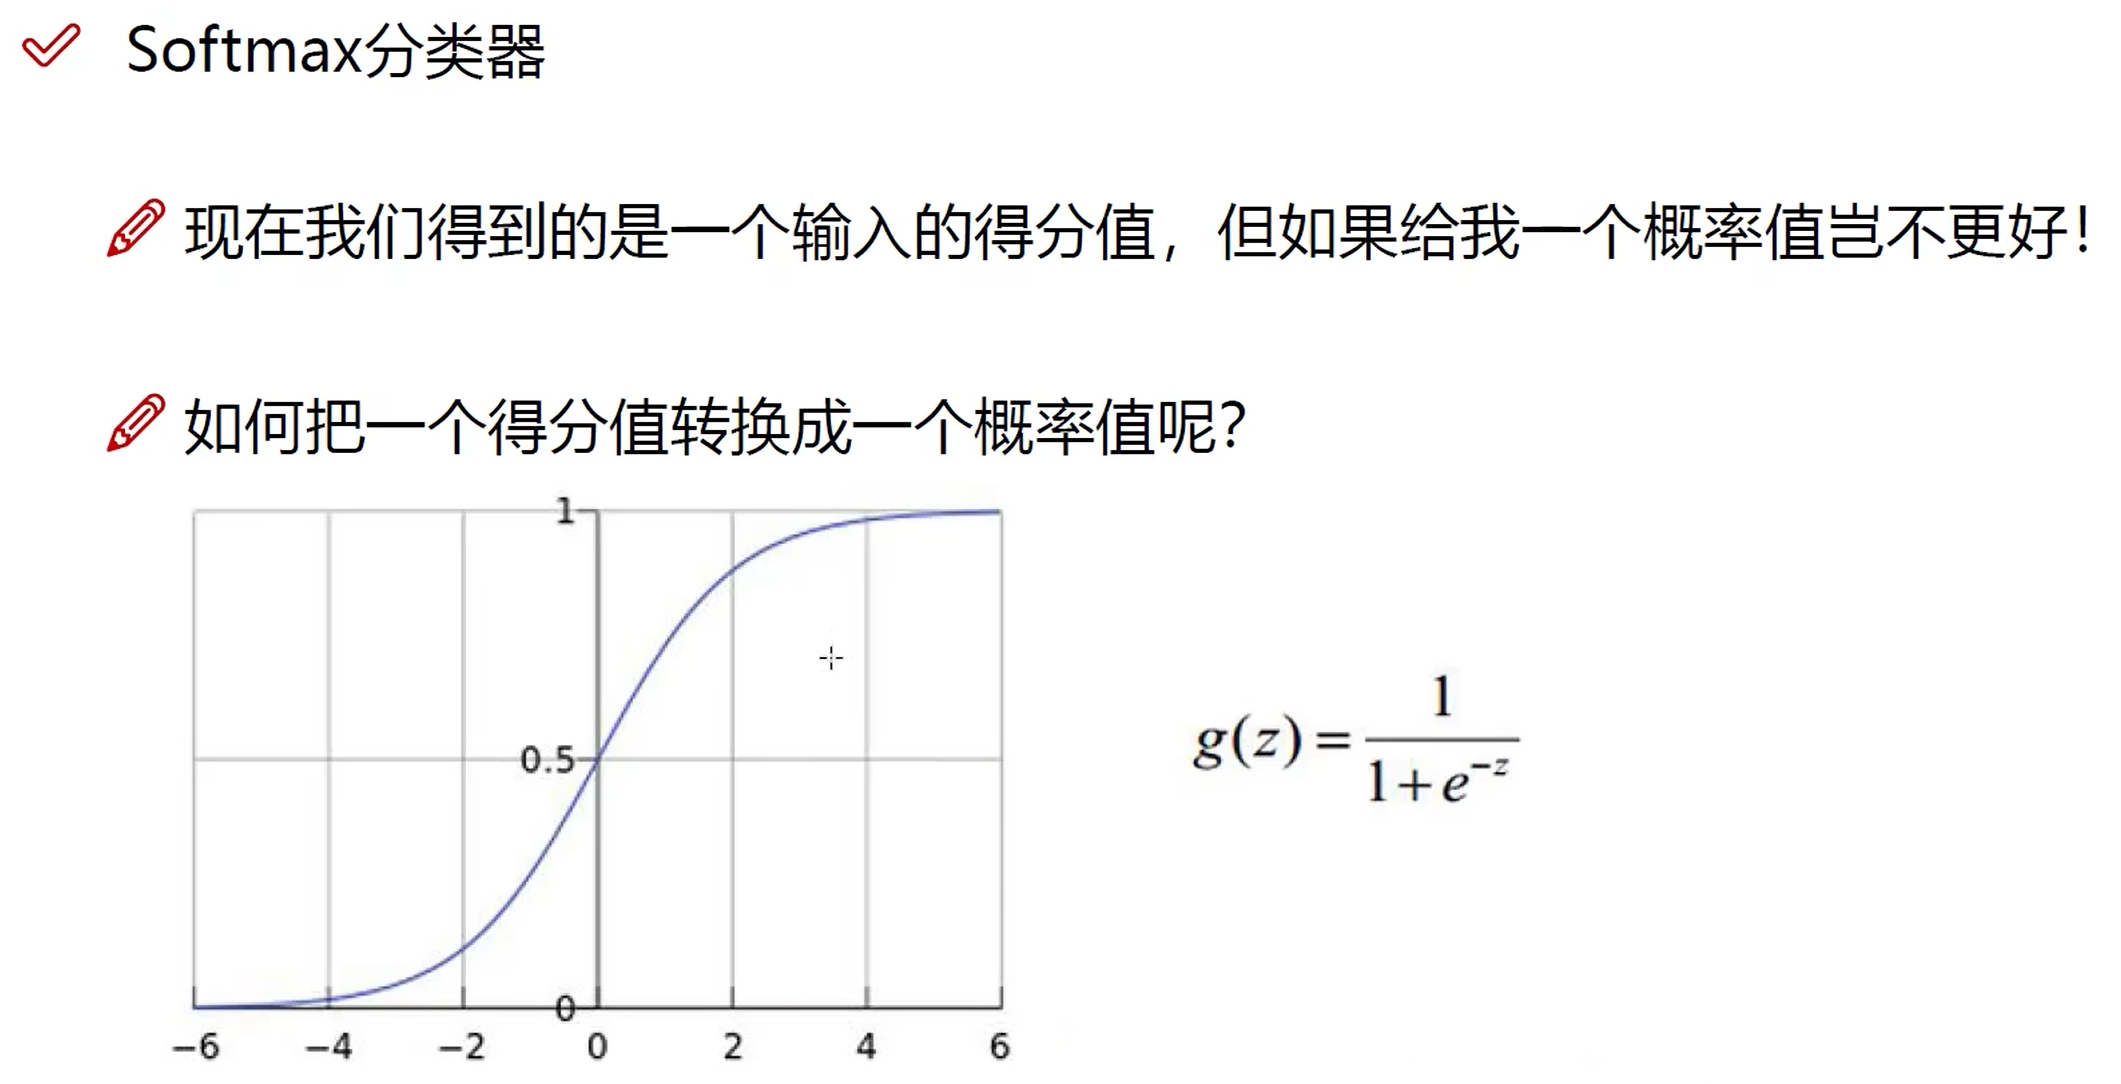 Softmax分类器
现在我们得到的是一个输入的得分值，但如果给我一个概率值岂不更好！
如何把一个得分值转换成一个概率值呢？
1
0.5
0
−6 −4 −2 0 2 4 6
g(z) = 1 / (1+e^{−z})